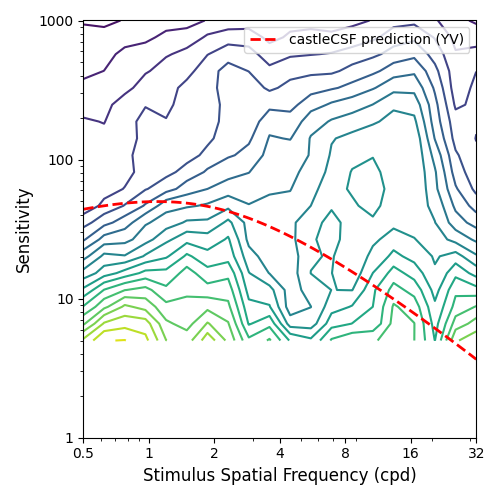 1000
castleCSF prediction (YV)
100
Sensitivity
10
1
0.5 1 2 4 8 16 32
Stimulus Spatial Frequency (cpd)